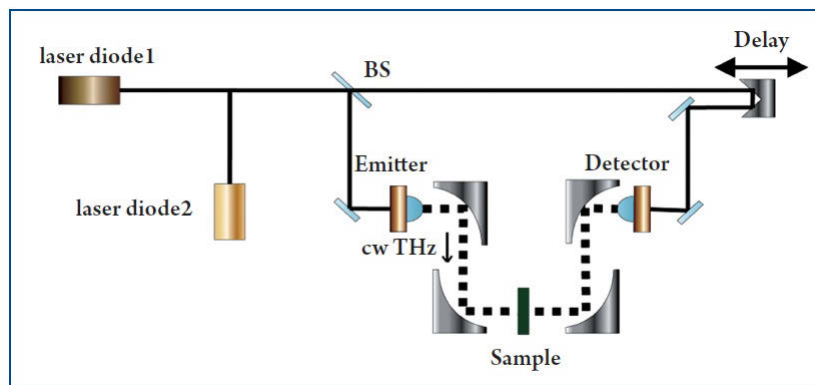 laser diode1
BS
Delay
Emitter
Detector
laser diode2
cw THz
Sample